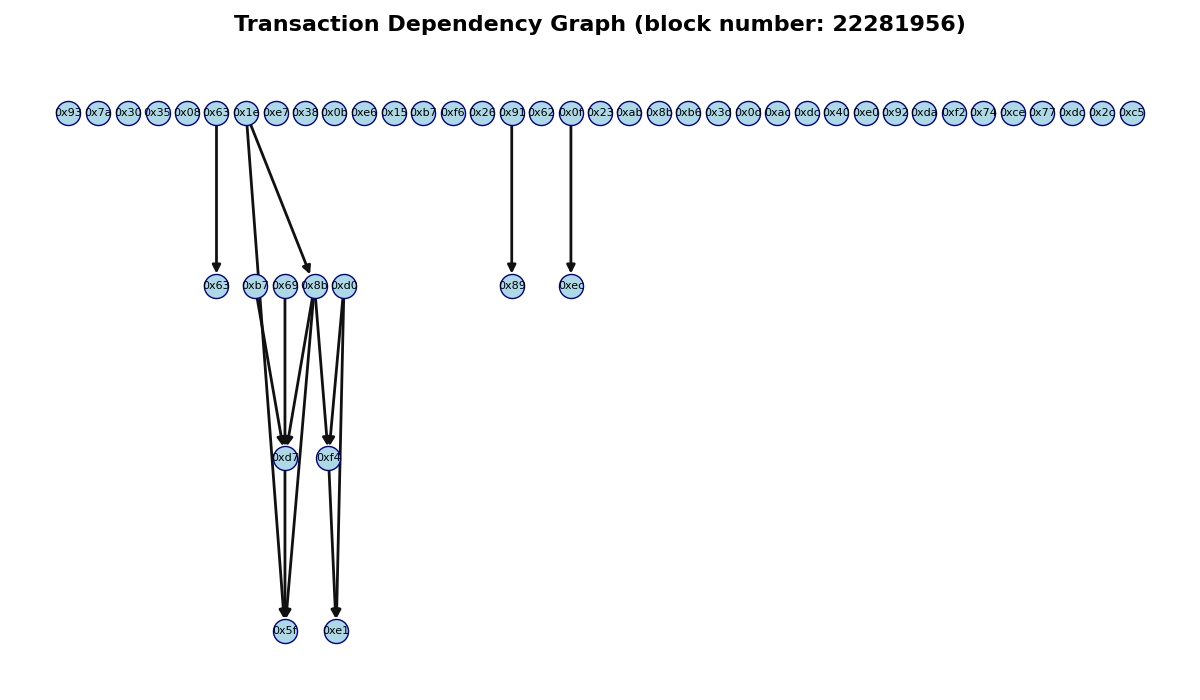 Transaction Dependency Graph (block number: 22281956)
0x93 0x7a 0x30 0x35 0x08 0x63 0x1e 0xe7 0x38 0x0b 0xe6 0x15 0xb7 0xf6 0x26 0x91 0x62 0x0f 0x23 0xab 0x8b 0xb6 0x3d 0x0d 0xac 0xdc 0x40 0xe0 0x92 0xda 0xf2 0x74 0xce 0x77 0xdc 0x2c 0xc5
0x63 0xb7 0x69 0x8b 0xd0 0x89 0xec
0xd7 0xf4
0x5f 0xe1